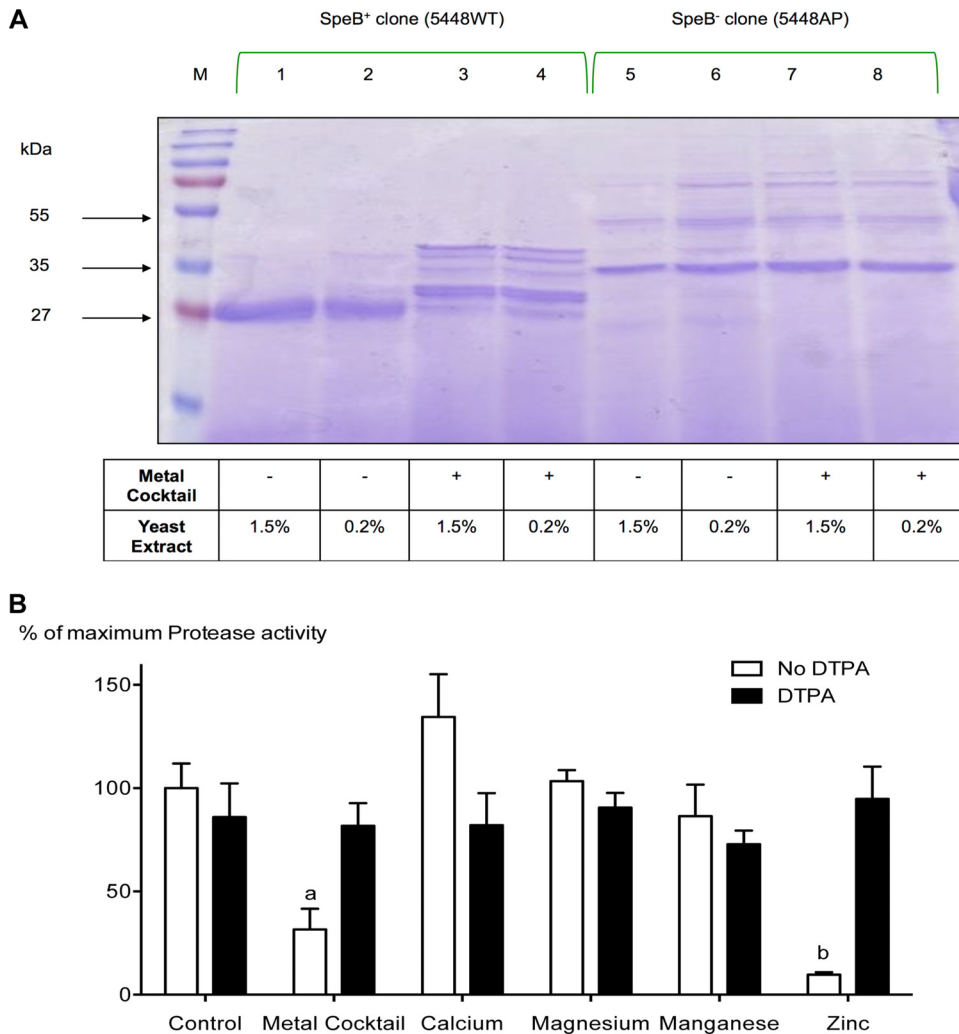 A
SpeB⁺ clone (5448WT) SpeB⁻ clone (5448AP)
M 1 2 3 4 5 6 7 8
kDa
55
35
27
Metal Cocktail - - + + - - + +
Yeast Extract 1.5% 0.2% 1.5% 0.2% 1.5% 0.2% 1.5% 0.2%
B
% of maximum Protease activity
No DTPA
DTPA
150
100
50
0
a
b
Control Metal Cocktail Calcium Magnesium Manganese Zinc